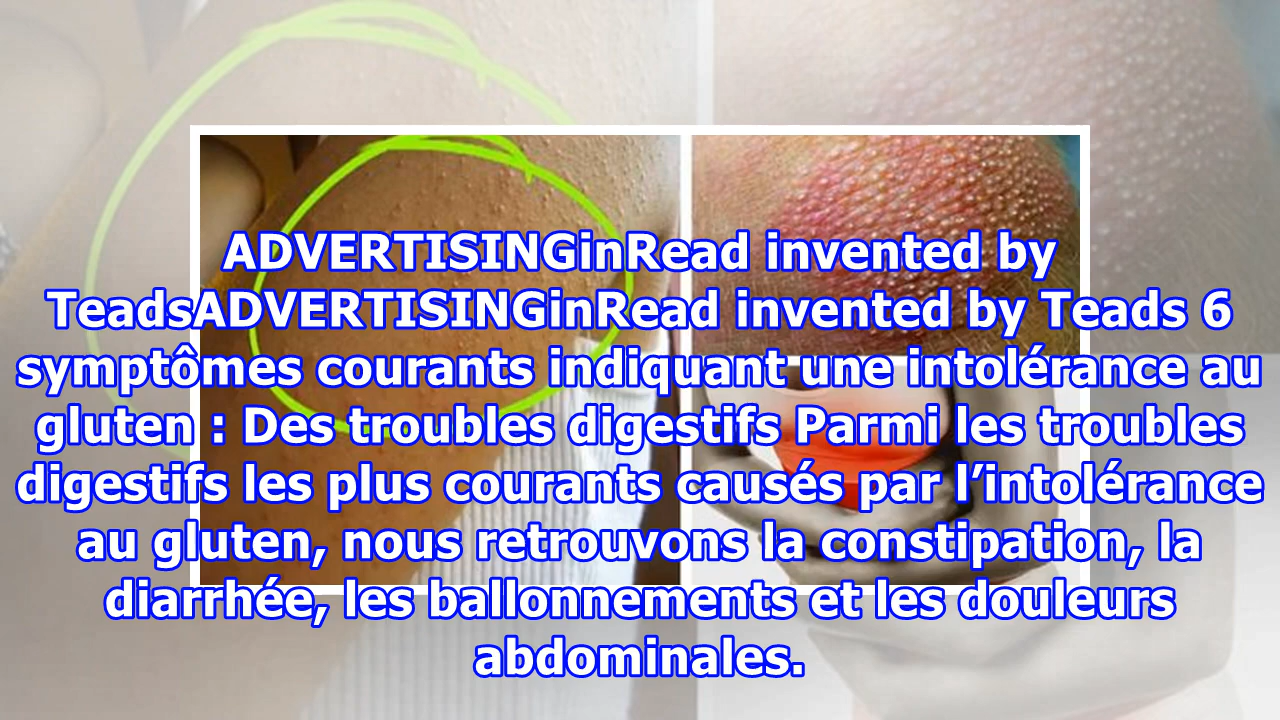 ADVERTISINGinRead invented by
TeadsADVERTISINGinRead invented by Teads 6
symptômes courants indiquant une intolérance au
gluten : Des troubles digestifs Parmi les troubles
digestifs les plus courants causés par l’intolérance
au gluten, nous retrouvons la constipation, la
diarrhée, les ballonnements et les douleurs
abdominales.